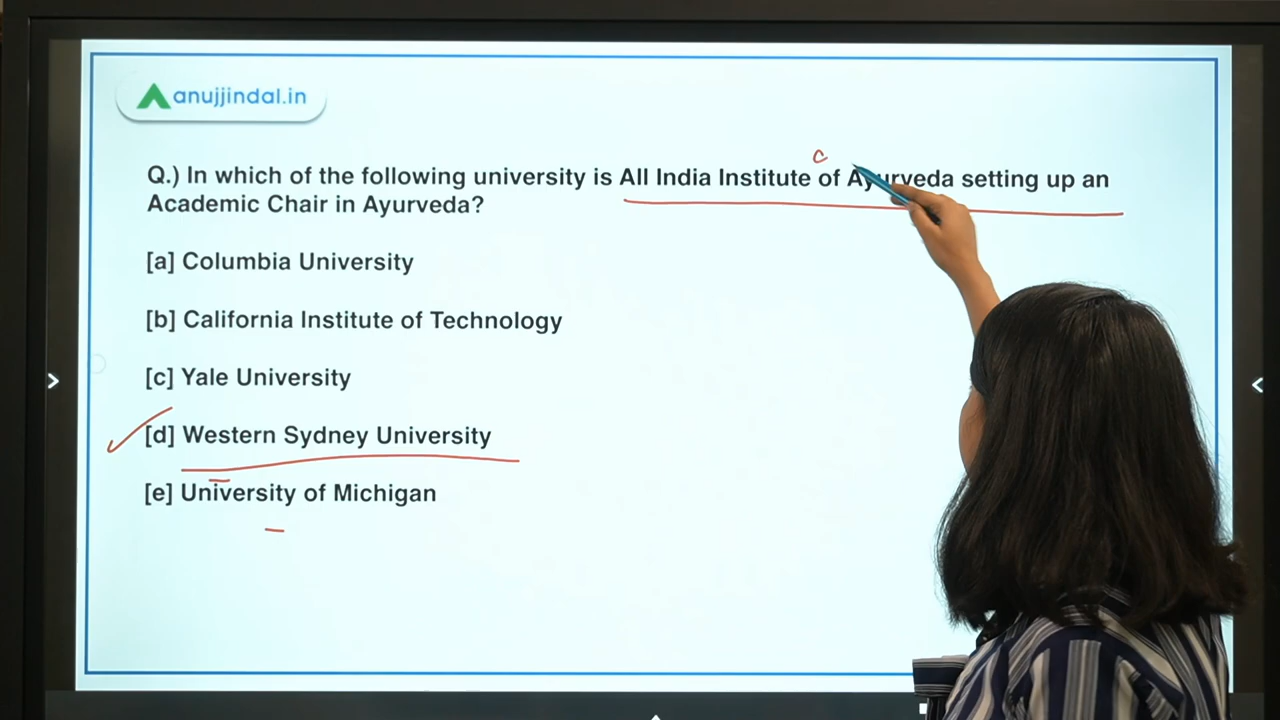 anujjindal.in
Q.) In which of the following university is All India Institute of Ayurveda setting up an
Academic Chair in Ayurveda?
[a] Columbia University
[b] California Institute of Technology
[c] Yale University
[d] Western Sydney University
[e] University of Michigan